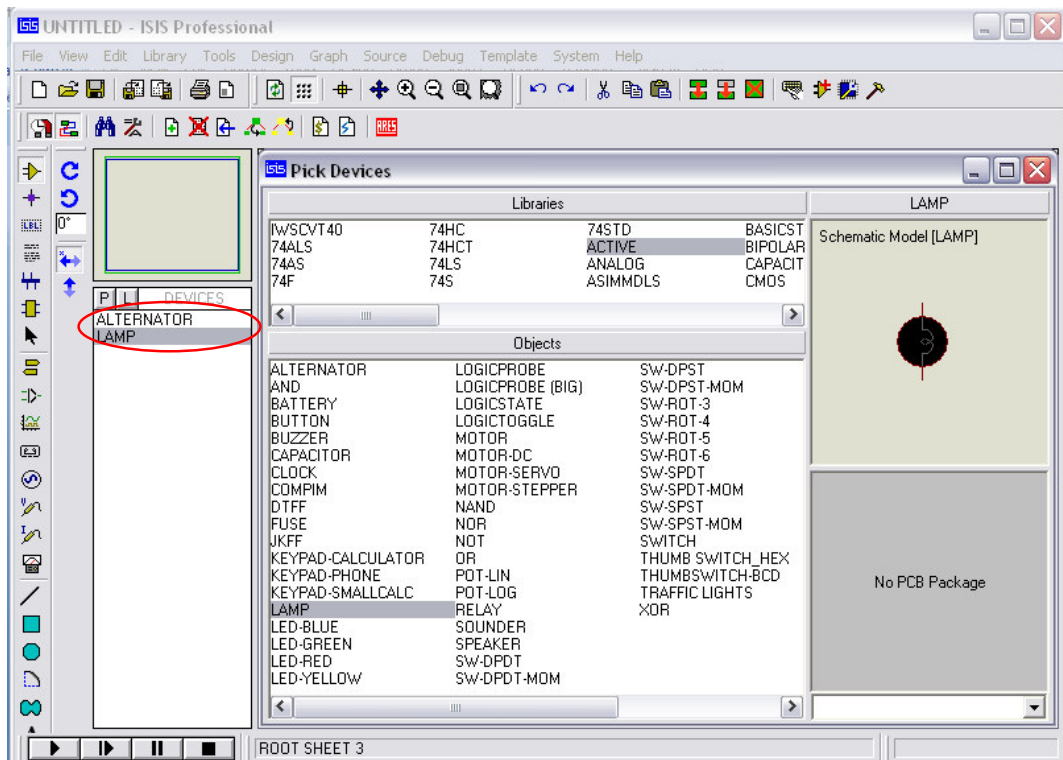 isis UNTITLED - ISIS Professional
File View Edit Library Tools Design Graph Source Debug Template System Help
ARES
isis Pick Devices
Libraries LAMP
0°
LBL
IWSCVT40 74HC 74STD BASICST
74ALS 74HCT ACTIVE BIPOLAR
74AS 74LS ANALOG CAPACIT
74F 74S ASIMMDLS CMOS
Schematic Model [LAMP]
P L DEVICES
ALTERNATOR
LAMP
Objects
ALTERNATOR LOGICPROBE SW-DPST
AND LOGICPROBE (BIG) SW-DPST-MOM
BATTERY LOGICSTATE SW-ROT-3
BUTTON LOGICTOGGLE SW-ROT-4
BUZZER MOTOR SW-ROT-5
CAPACITOR MOTOR-DC SW-ROT-6
CLOCK MOTOR-SERVO SW-SPDT
COMPIM MOTOR-STEPPER SW-SPDT-MOM
DTFF NAND SW-SPST
FUSE NOR SW-SPST-MOM
JKFF NOT SWITCH
KEYPAD-CALCULATOR OR THUMB SWITCH_HEX
KEYPAD-PHONE POT-LIN THUMBSWITCH-BCD
KEYPAD-SMALLCALC POT-LOG TRAFFIC LIGHTS
LAMP RELAY XOR
LED-BLUE SOUNDER
LED-GREEN SPEAKER
LED-RED SW-DPDT
LED-YELLOW SW-DPDT-MOM
No PCB Package
V
I
ROOT SHEET 3